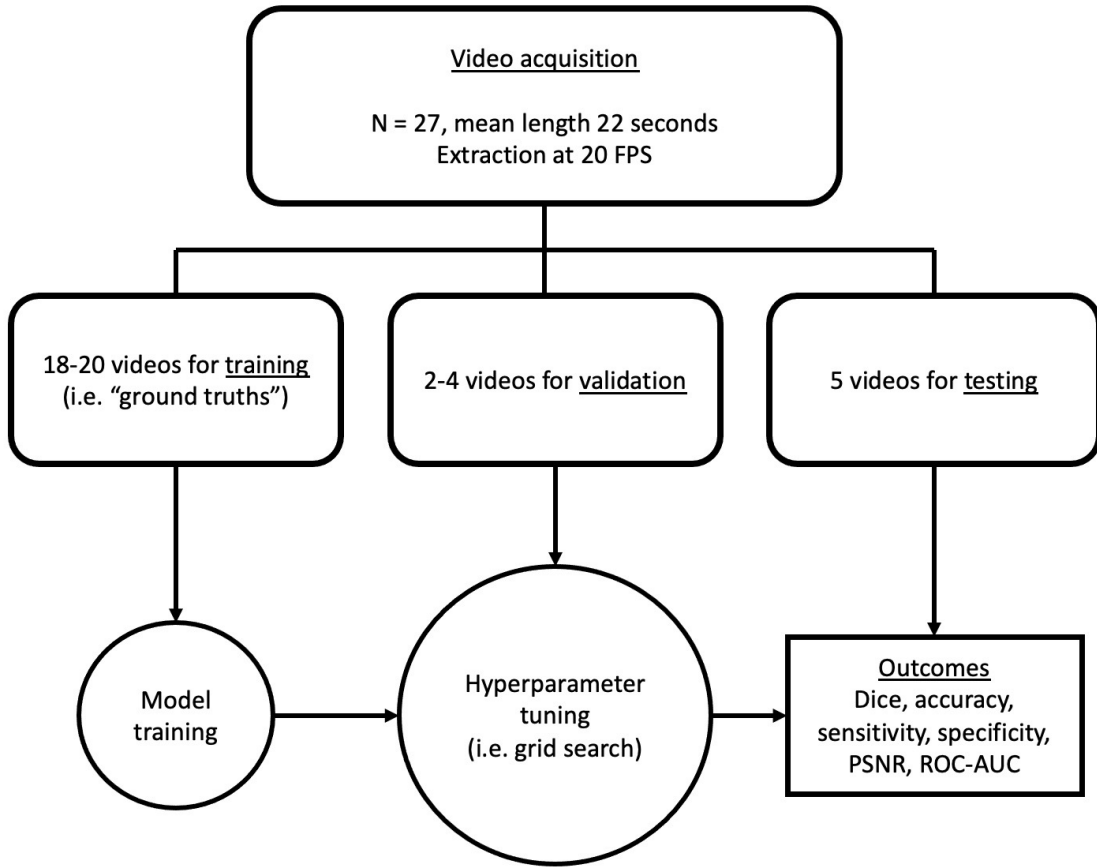 Video acquisition
N = 27, mean length 22 seconds
Extraction at 20 FPS
18-20 videos for training
(i.e. “ground truths”)
2-4 videos for validation
5 videos for testing
Model
training
Hyperparameter
tuning
(i.e. grid search)
Outcomes
Dice, accuracy,
sensitivity, specificity,
PSNR, ROC-AUC